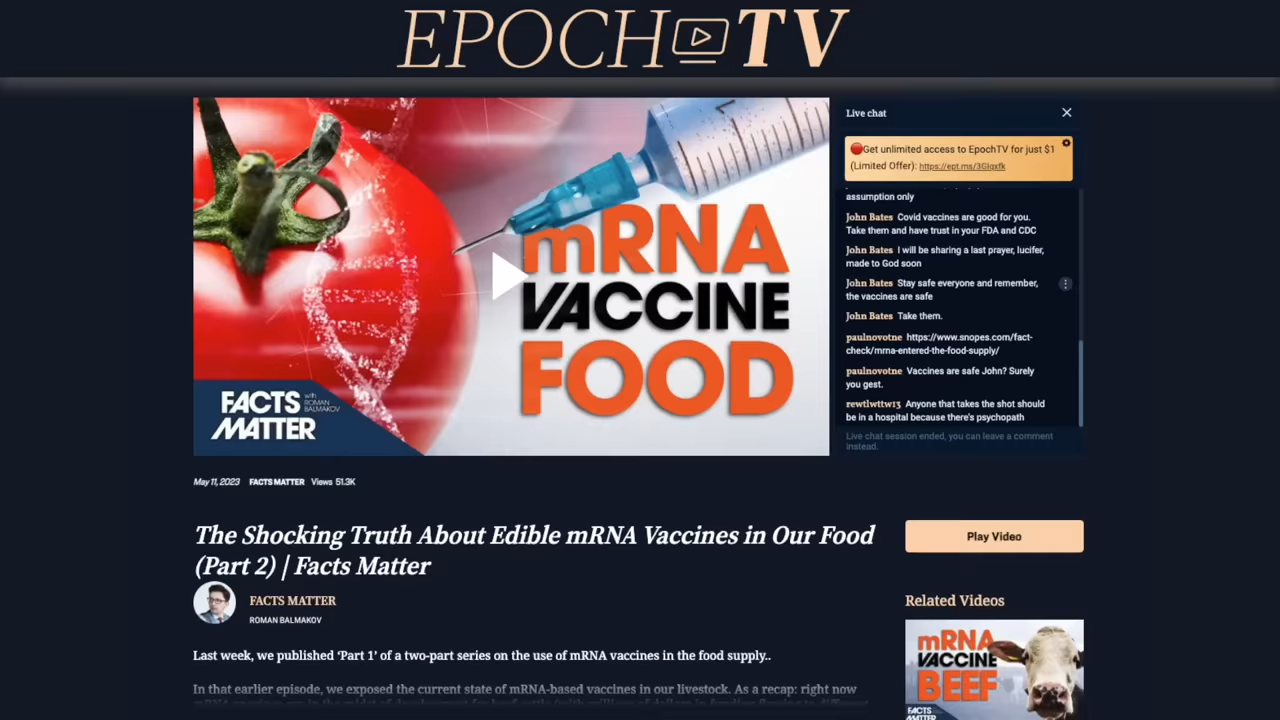 EPOCH TV
mRNA
VACCINE
FOOD
FACTS
with
ROMAN
BALMAKOV
MATTER
Live chat
Get unlimited access to EpochTV for just $1
(Limited Offer): https://ept.ms/3GIqxfk
assumption only
John Bates Covid vaccines are good for you.
Take them and have trust in your FDA and CDC
John Bates I will be sharing a last prayer, lucifer,
made to God soon
John Bates Stay safe everyone and remember,
the vaccines are safe
John Bates Take them.
paulnovotne https://www.snopes.com/fact-
check/mrna-entered-the-food-supply/
paulnovotne Vaccines are safe John? Surely
you gest.
rewtlwttw13 Anyone that takes the shot should
be in a hospital because there's psychopath
Live chat session ended, you can leave a comment
instead.
May 11, 2023 FACTS MATTER Views 51.3K
The Shocking Truth About Edible mRNA Vaccines in Our Food
(Part 2) | Facts Matter
FACTS MATTER
ROMAN BALMAKOV
Last week, we published ‘Part 1’ of a two-part series on the use of mRNA vaccines in the food supply..
In that earlier episode, we exposed the current state of mRNA-based vaccines in our livestock. As a recap: right now
Play Video
Related Videos
mRNA
VACCINE
BEEF
FACTS
MATTER